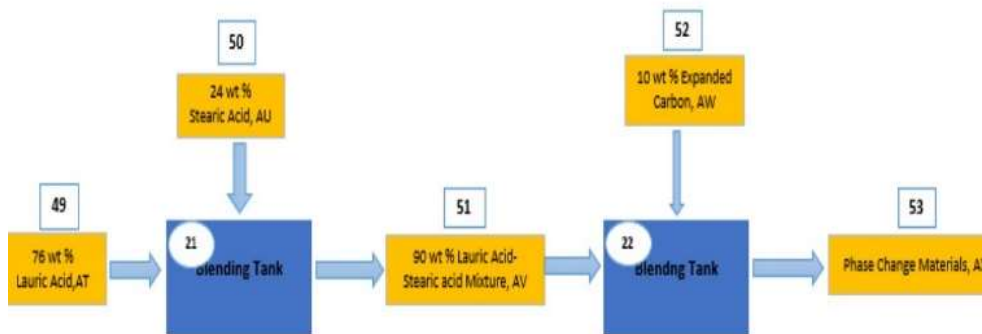 50
52
24 wt %
Stearic Acid, AU
10 wt % Expanded
Carbon, AW
49
51
53
21
22
76 wt %
Lauric Acid,AT
Blending Tank
90 wt % Lauric Acid-
Stearic acid Mixture, AV
Blendng Tank
Phase Change Materials,